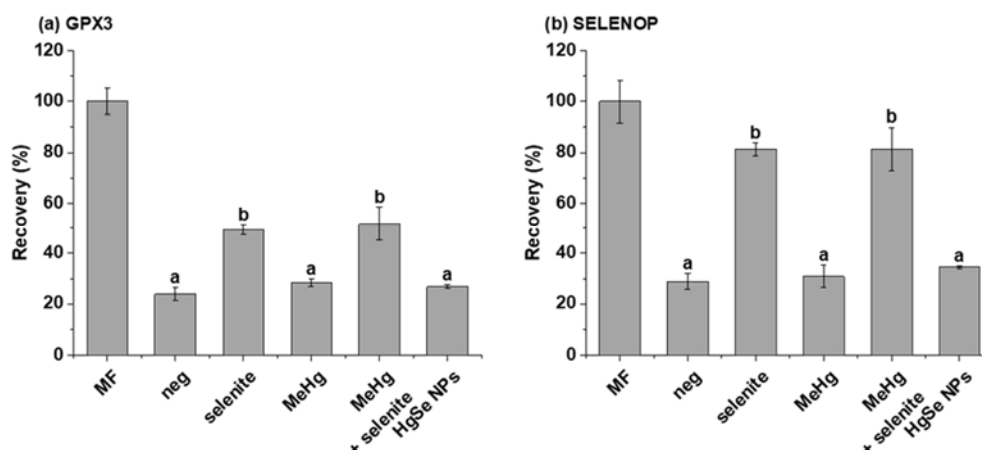 (a) GPX3
120
100
80
60
40
20
0
Recovery (%)
a
b
a
b
a
MF
neg
selenite
MeHg
MeHg
+ selenite
HgSe NPs
(b) SELENOP
120
100
80
60
40
20
0
Recovery (%)
a
b
a
b
a
MF
neg
selenite
MeHg
MeHg
+ selenite
HgSe NPs